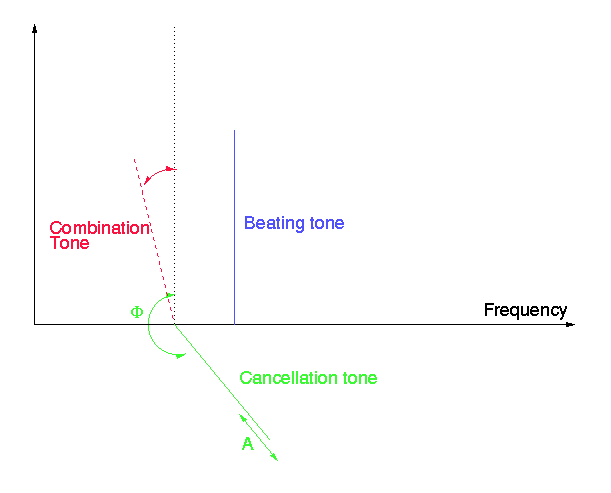 Combination
Tone
Beating tone
Φ
Frequency
Cancellation tone
A